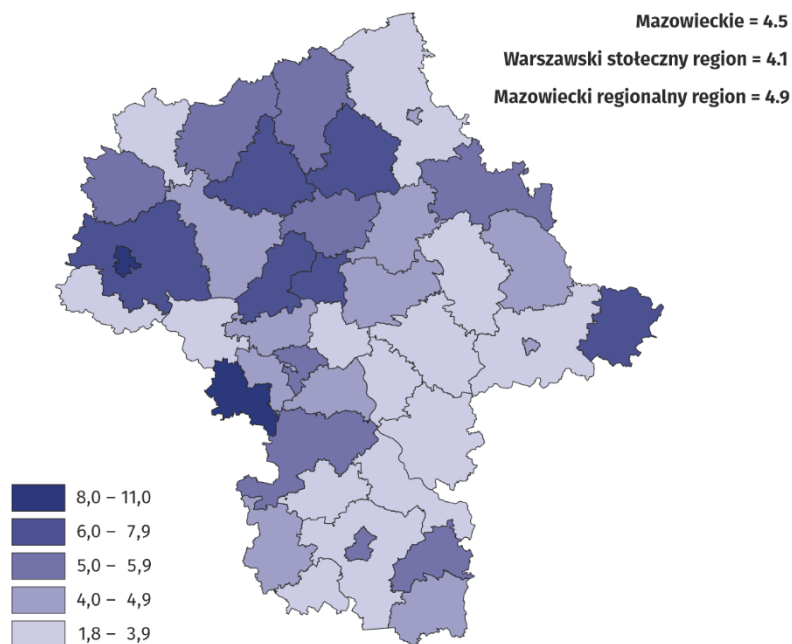 Mazowieckie = 4.5
Warszawski stołeczny region = 4.1
Mazowiecki regionalny region = 4.9
8,0 – 11,0
6,0 – 7,9
5,0 – 5,9
4,0 – 4,9
1,8 – 3,9